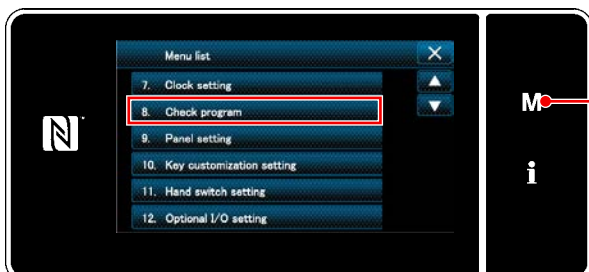 Menu list
7. Clock setting
8. Check program
9. Panel setting
10. Key customization setting
11. Hand switch setting
12. Optional I/O setting
M
i